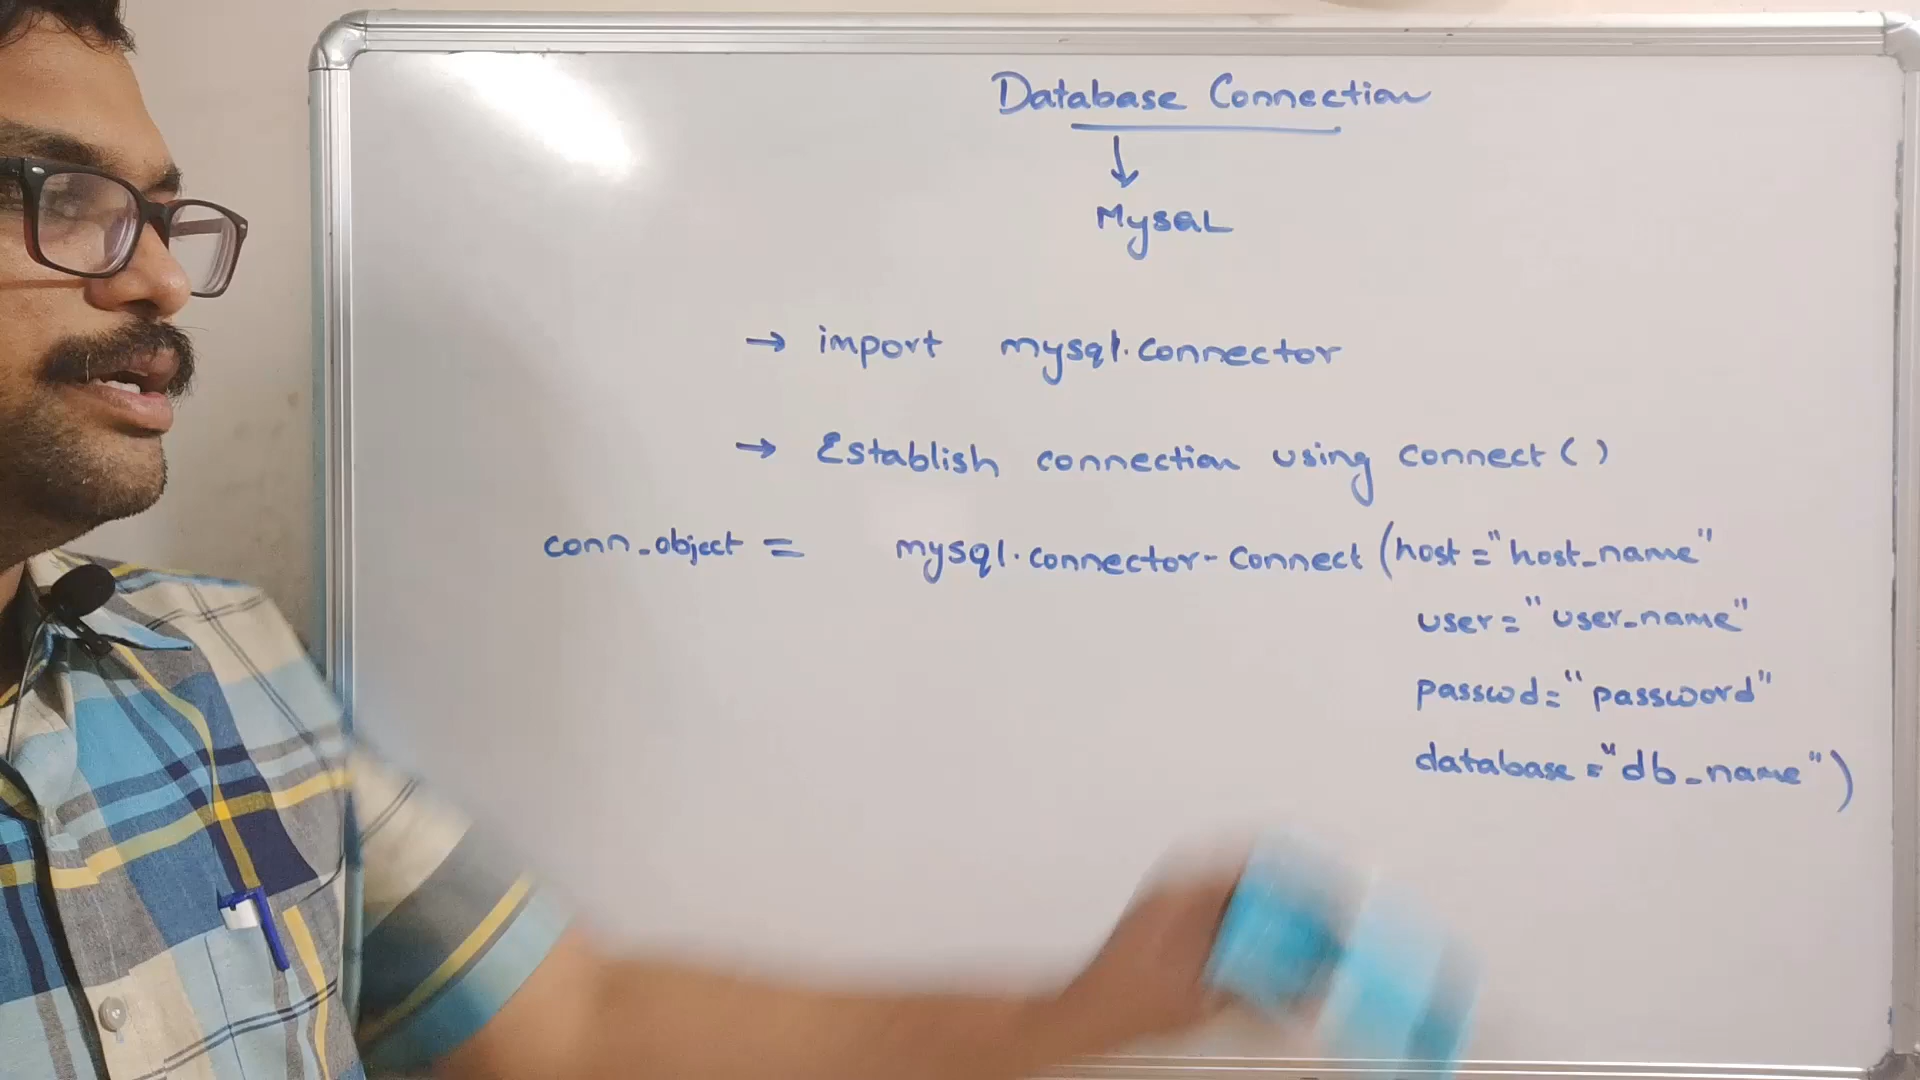 Database Connection
↓
MySQL
→ import mysql.connector
→ Establish connection using connect()
conn_object = mysql.connector-connect(host="host_name"
user="user_name"
passwd="password"
database="db_name")